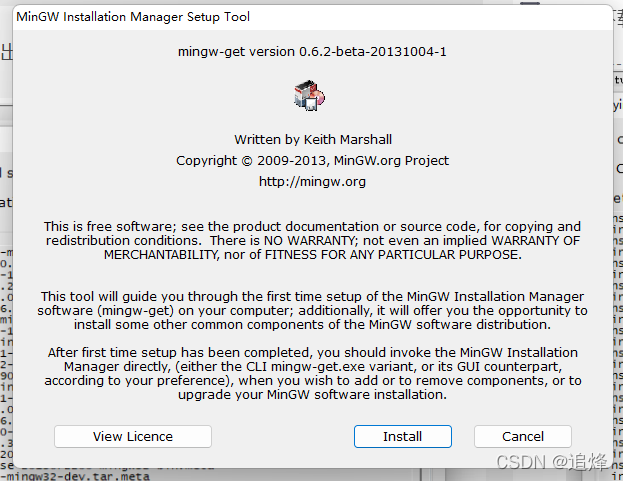 MinGW Installation Manager Setup Tool
mingw-get version 0.6.2-beta-20131004-1
Written by Keith Marshall
Copyright © 2009-2013, MinGW.org Project
http://mingw.org
This is free software; see the product documentation or source code, for copying and
redistribution conditions.  There is NO WARRANTY; not even an implied WARRANTY OF
MERCHANTABILITY, nor of FITNESS FOR ANY PARTICULAR PURPOSE.
This tool will guide you through the first time setup of the MinGW Installation Manager
software (mingw-get) on your computer; additionally, it will offer you the opportunity to
install some other common components of the MinGW software distribution.
After first time setup has been completed, you should invoke the MinGW Installation
Manager directly, (either the CLI mingw-get.exe variant, or its GUI counterpart,
according to your preference), when you wish to add or to remove components, or to
upgrade your MinGW software installation.
View Licence Install Cancel
CSDN @追烽
-mingw32-dev.tar.meta